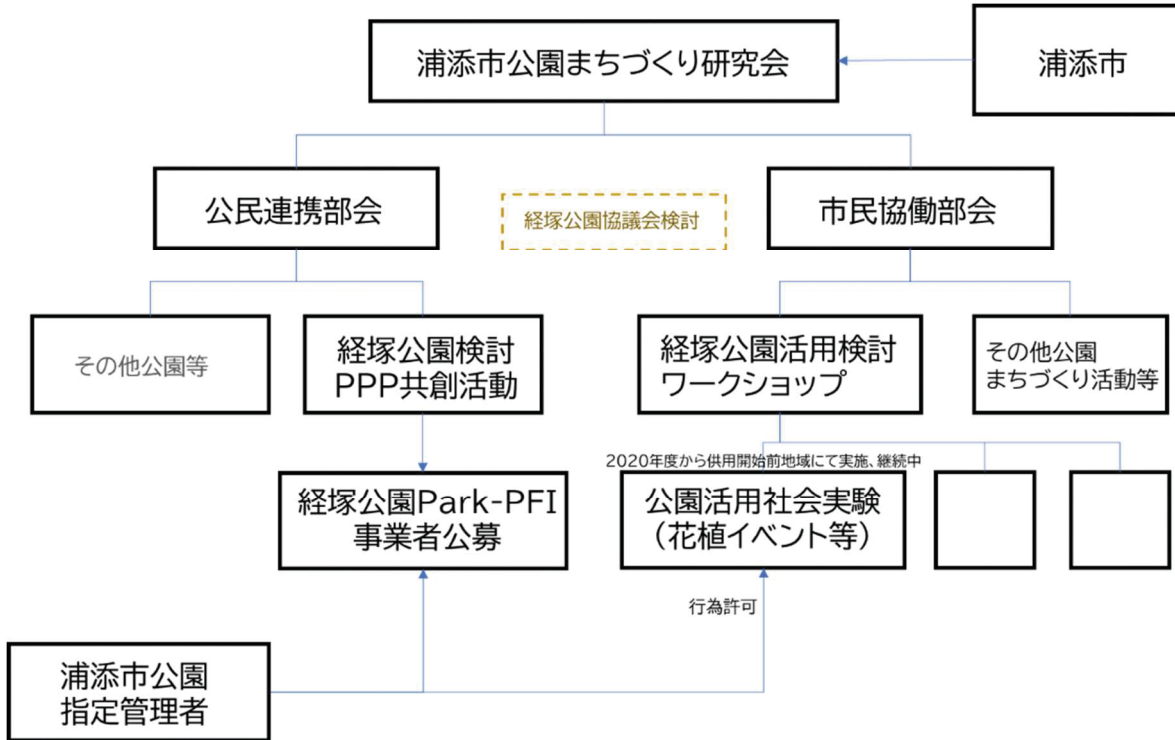 浦添市公園まちづくり研究会
浦添市
公民連携部会
経塚公園協議会検討
市民協働部会
その他公園等
経塚公園検討
PPP共創活動
経塚公園活用検討
ワークショップ
その他公園
まちづくり活動等
2020年度から供用開始前地域にて実施、継続中
経塚公園Park-PFI
事業者公募
公園活用社会実験
（花植イベント等）
行為許可
浦添市公園
指定管理者